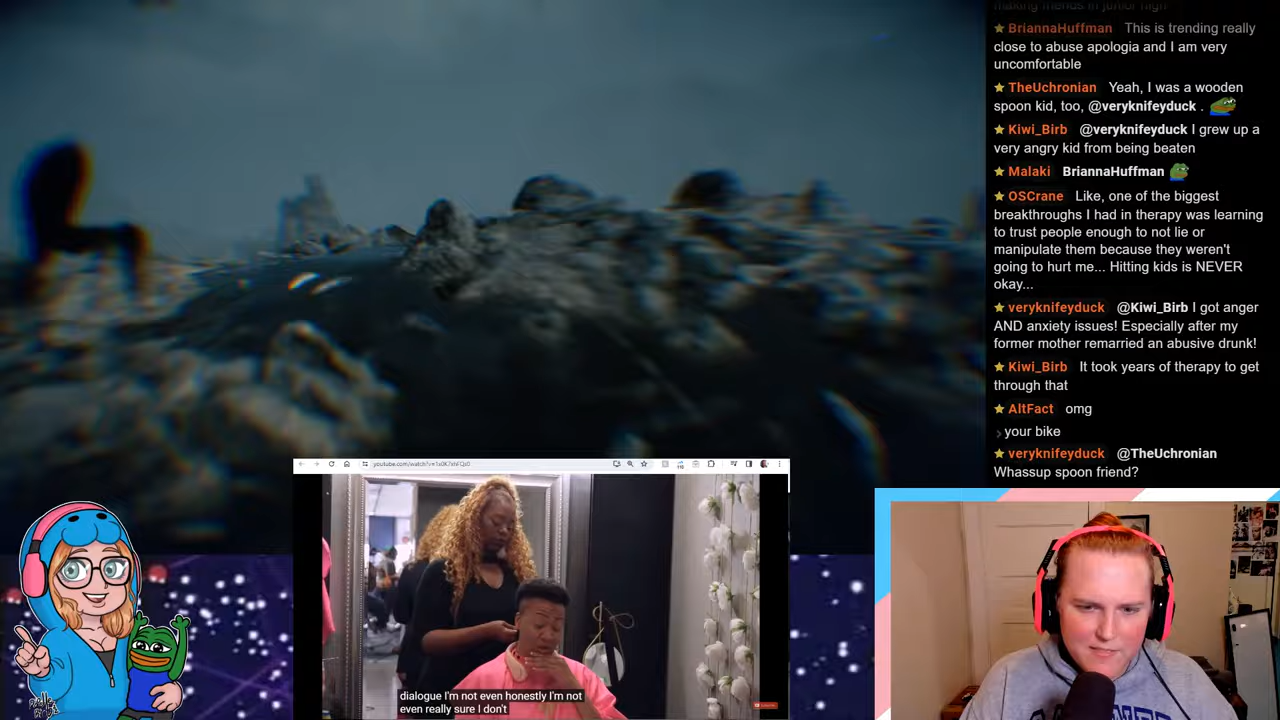 making friends in junior high
BriannaHuffman This is trending really
close to abuse apologia and I am very
uncomfortable
TheUchronian Yeah, I was a wooden
spoon kid, too, @veryknifeyduck .
Kiwi_Birb @veryknifeyduck I grew up a
very angry kid from being beaten
Malaki BriannaHuffman
OSCrane Like, one of the biggest
breakthroughs I had in therapy was learning
to trust people enough to not lie or
manipulate them because they weren't
going to hurt me... Hitting kids is NEVER
okay...
veryknifeyduck @Kiwi_Birb I got anger
AND anxiety issues! Especially after my
former mother remarried an abusive drunk!
Kiwi_Birb It took years of therapy to get
through that
AltFact omg
your bike
veryknifeyduck @TheUchronian
Whassup spoon friend?
dialogue I'm not even honestly I'm not
even really sure I don't